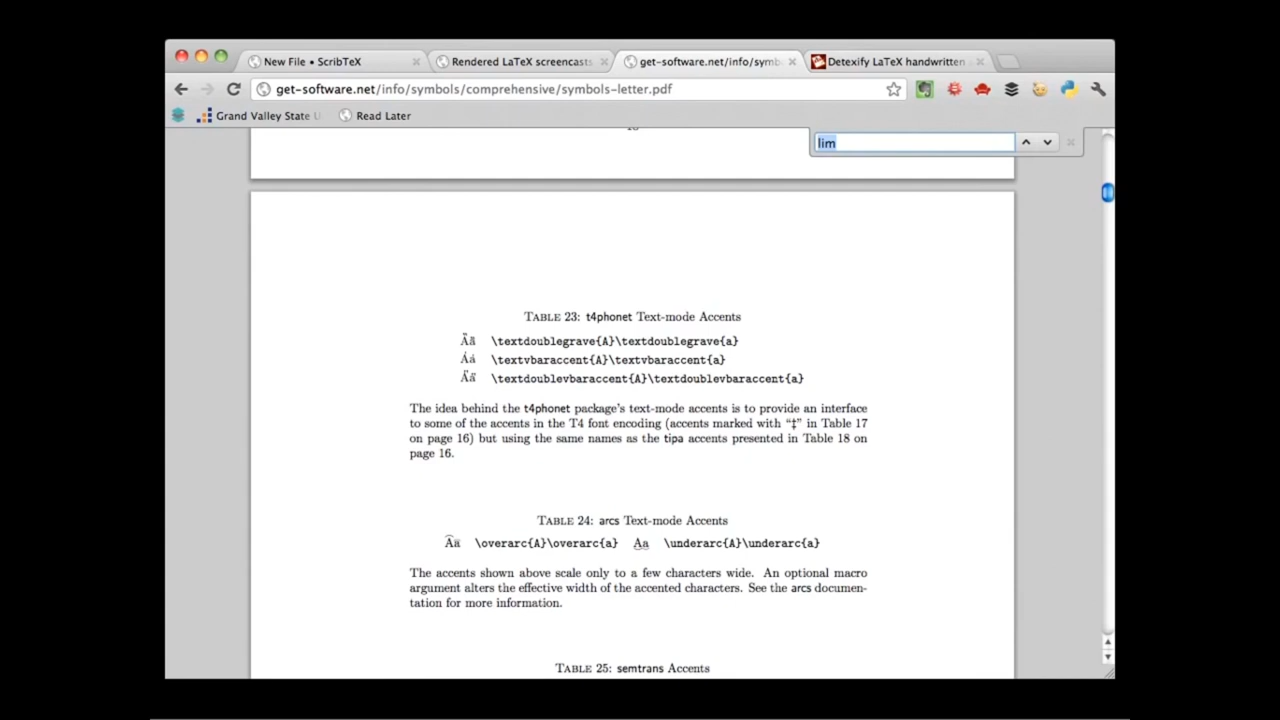 New File • ScribTeX
Rendered LaTeX screencasts
get-software.net/info/symb
Detexify LaTeX handwritten
get-software.net/info/symbols/comprehensive/symbols-letter.pdf
Grand Valley State U
Read Later
lim
TABLE 23: t4phonet Text-mode Accents
\textdoublegrave{A}\textdoublegrave{a}
\textvbaraccent{A}\textvbaraccent{a}
\textdoublevbaraccent{A}\textdoublevbaraccent{a}
The idea behind the t4phonet package's text-mode accents is to provide an interface
to some of the accents in the T4 font encoding (accents marked with “‡” in Table 17
on page 16) but using the same names as the tipa accents presented in Table 18 on
page 16.
TABLE 24: arcs Text-mode Accents
\overarc{A}\overarc{a} \underarc{A}\underarc{a}
The accents shown above scale only to a few characters wide. An optional macro
argument alters the effective width of the accented characters. See the arcs documen-
tation for more information.
TABLE 25: semtrans Accents